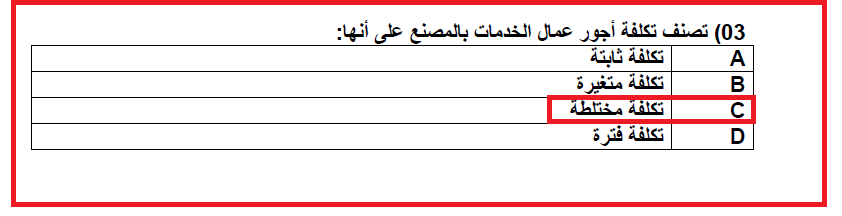 03) تصنف تكلفة أجور عمال الخدمات بالمصنع على أنها:
A تكلفة ثابتة
B تكلفة متغيرة
C تكلفة مختلطة
D تكلفة فترة